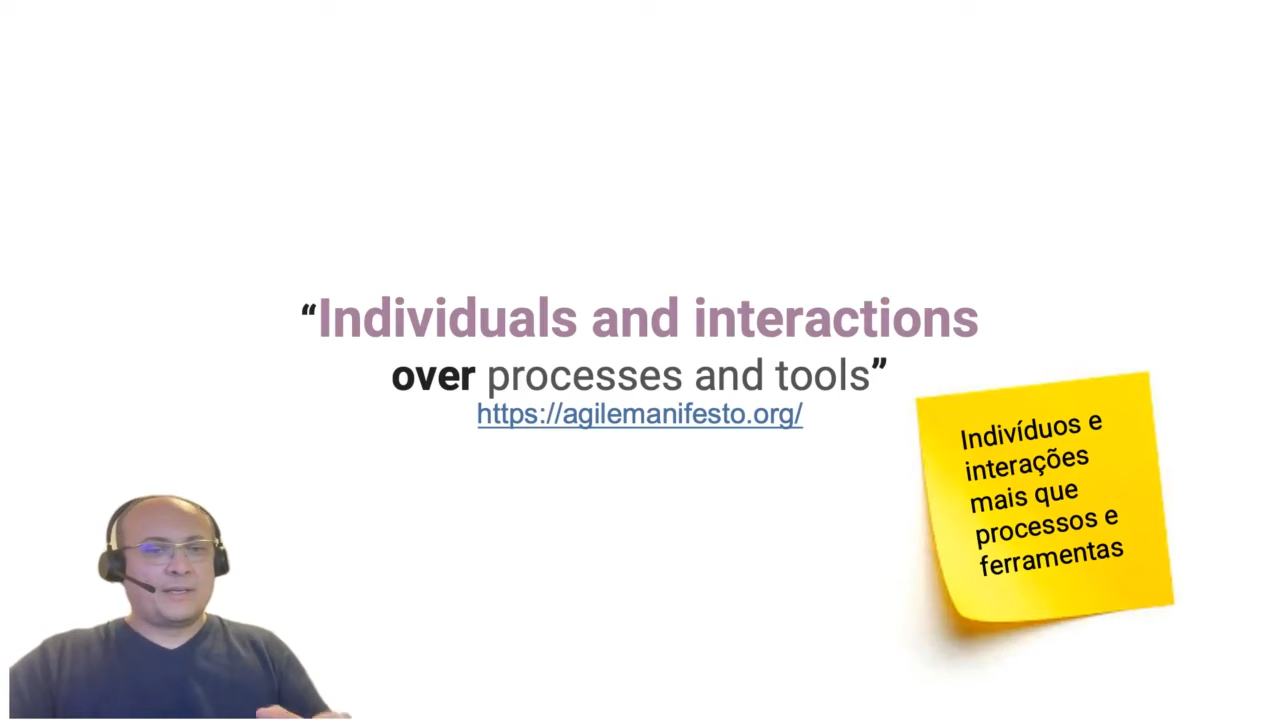 “Individuals and interactions
over processes and tools”
https://agilemanifesto.org/
Indivíduos e
interações
mais que
processos e
ferramentas